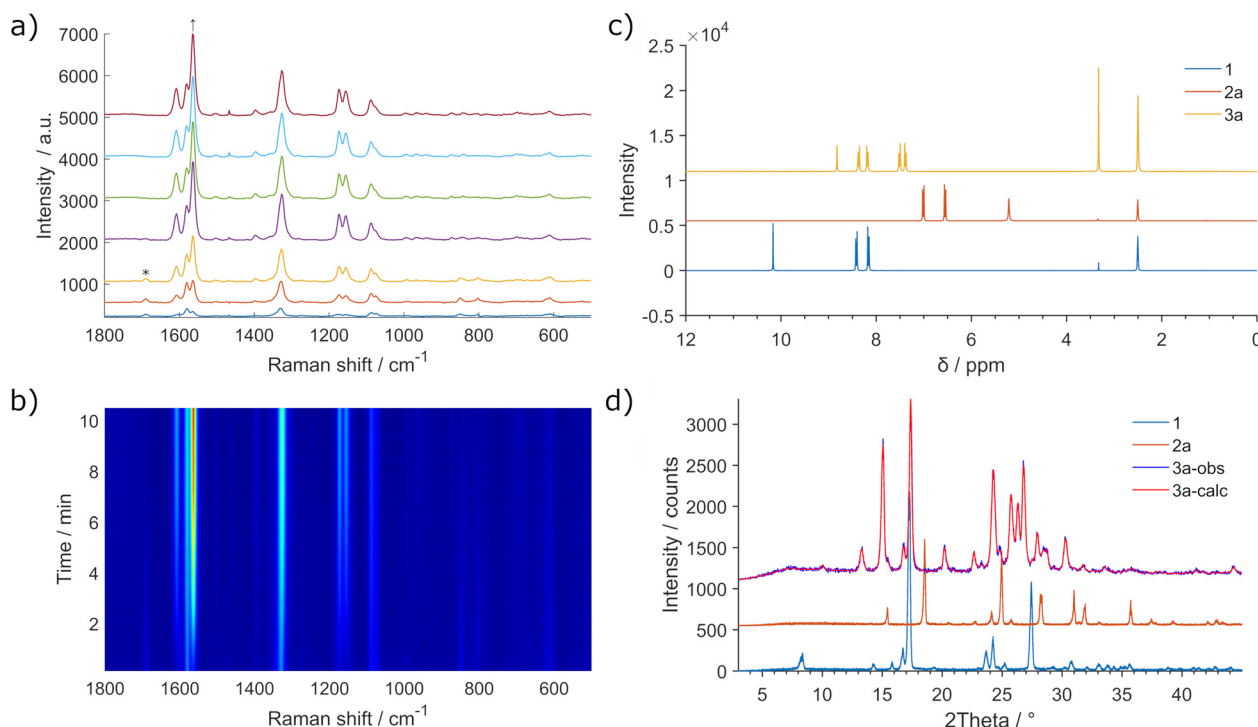 a)
↑
7000
6000
5000
4000
3000
2000
1000
*
Intensity / a.u.
1800 1600 1400 1200 1000 800 600
Raman shift / cm-1
b)
10
8
6
4
2
Time / min
1800 1600 1400 1200 1000 800 600
Raman shift / cm-1
c)
×10⁴
2.5
2
1.5
1
0.5
0
-0.5
Intensity
1
2a
3a
12 10 8 6 4 2 0
δ / ppm
d)
3000
2500
2000
1500
1000
500
0
Intensity / counts
1
2a
3a-obs
3a-calc
5 10 15 20 25 30 35 40
2Theta / °